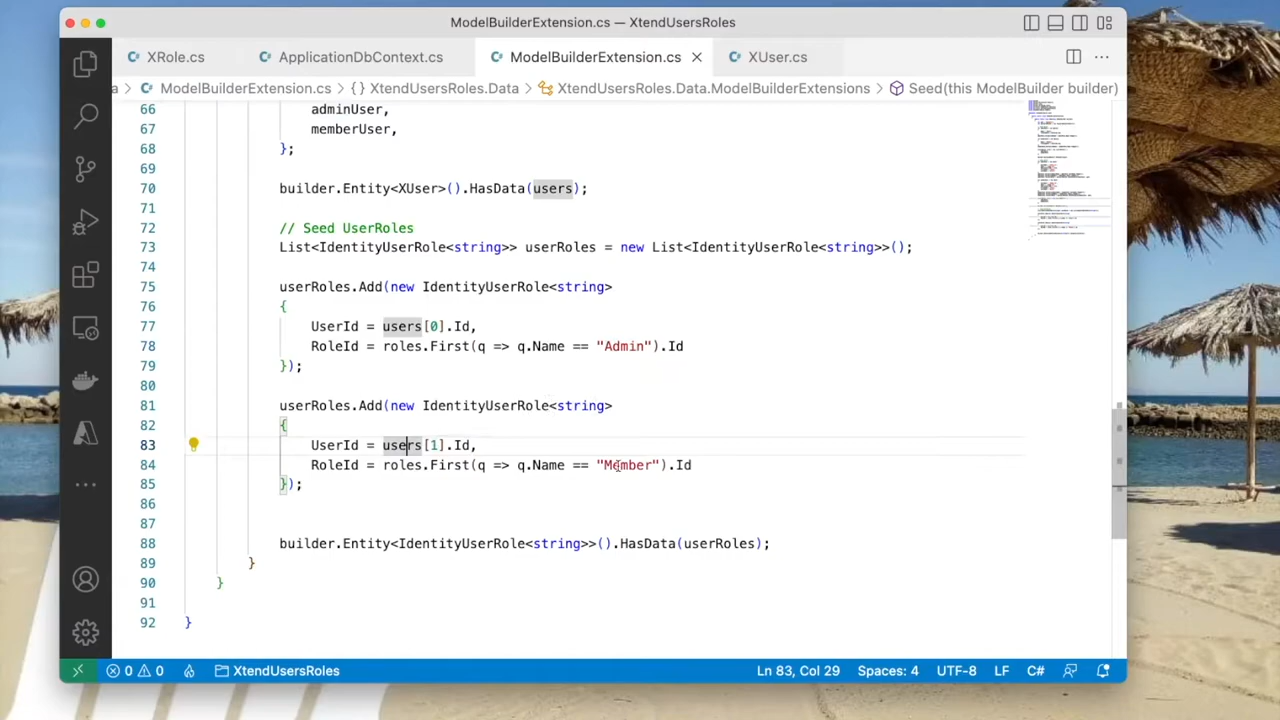 ModelBuilderExtension.cs — XtendUsersRoles
XRole.cs
ApplicationDbContext.cs
ModelBuilderExtension.cs
XUser.cs
a > ModelBuilderExtension.cs > {} XtendUsersRoles.Data > XtendUsersRoles.Data.ModelBuilderExtensions > Seed(this ModelBuilder builder)
66 adminUser,
67 memberUser,
68 };
69
70 builder.Entity<XUser>().HasData(users);
71
72 // Seed UserRoles
73 List<IdentityUserRole<string>> userRoles = new List<IdentityUserRole<string>>();
74
75 userRoles.Add(new IdentityUserRole<string>
76 {
77 UserId = users[0].Id,
78 RoleId = roles.First(q => q.Name == "Admin").Id
79 });
80
81 userRoles.Add(new IdentityUserRole<string>
82 {
83 UserId = users[1].Id,
84 RoleId = roles.First(q => q.Name == "Member").Id
85 });
86
87
88 builder.Entity<IdentityUserRole<string>>().HasData(userRoles);
89 }
90 }
91
92 }
0 0 XtendUsersRoles Ln 83, Col 29 Spaces: 4 UTF-8 LF C#